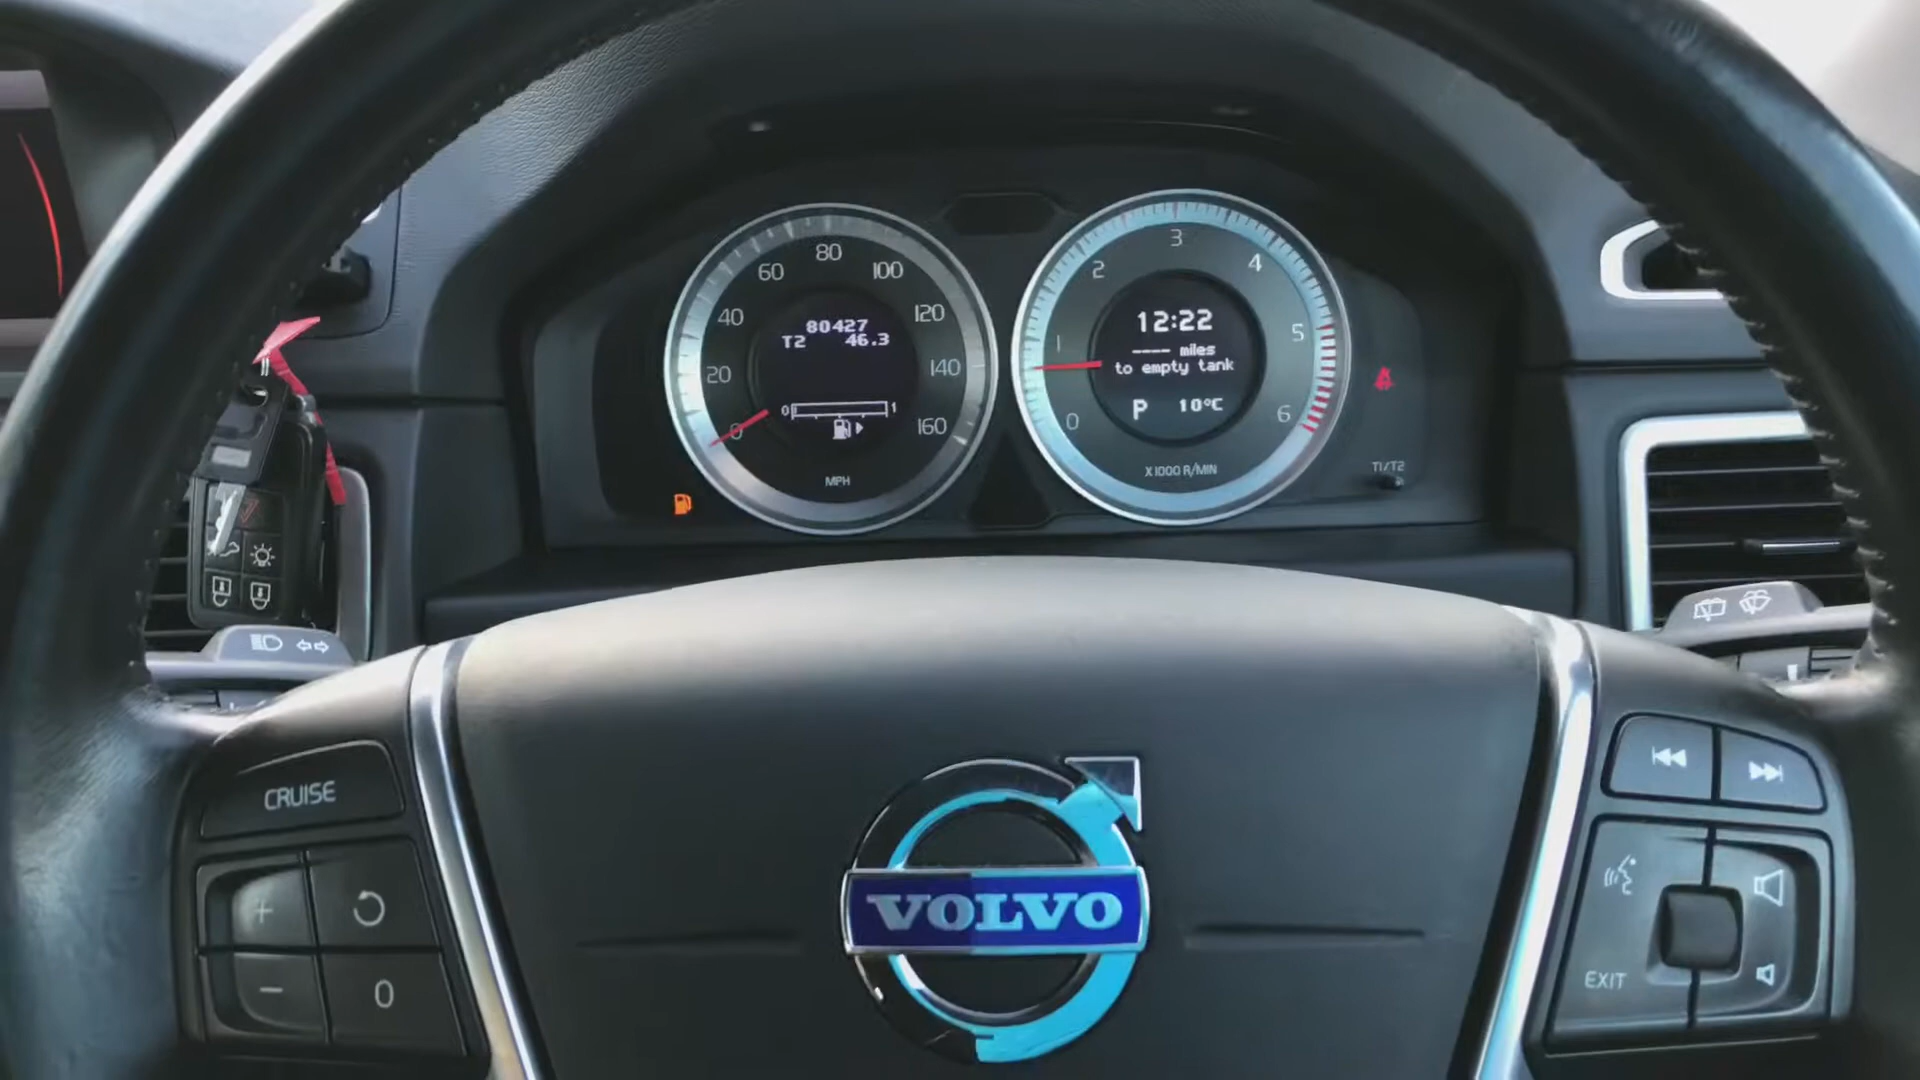 80
60
100
40
120
20
140
0
160
80427
T2 46.3
0 1
MPH
3
2
4
1
5
0
6
12:22
---- miles
to empty tank
P 10°C
X1000 R/MIN
T1/T2
CRUISE
+
−
0
VOLVO
EXIT